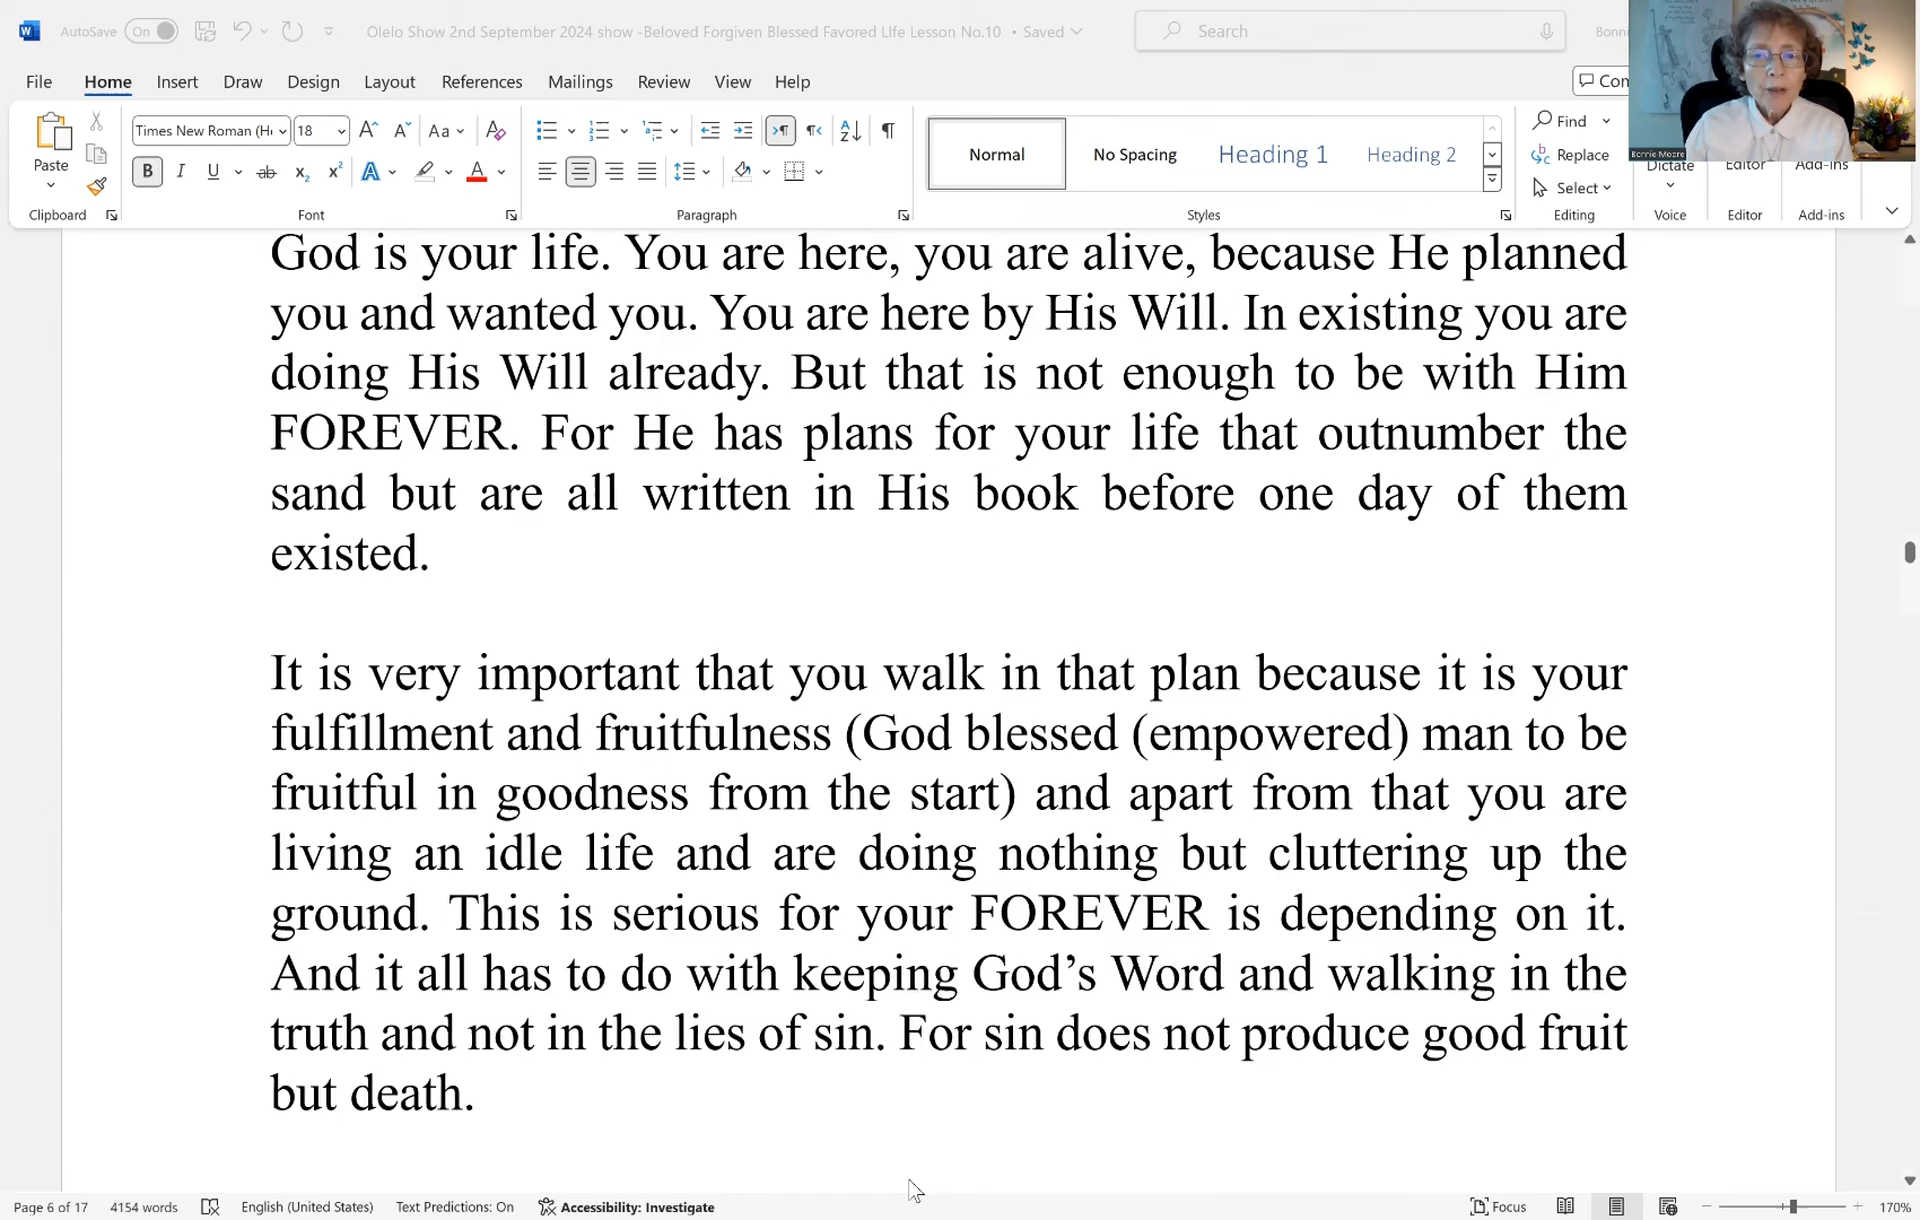 AutoSave On Olelo Show 2nd September 2024 show -Beloved Forgiven Blessed Favored LIfe Lesson No.10 • Saved Search Bonni
File Home Insert Draw Design Layout References Mailings Review View Help Con
Times New Roman (He 18 Aa Normal No Spacing Heading 1 Heading 2 Find
Paste Replace Dictate Editor Add-ins
B I U ab Select
Clipboard Font Paragraph Styles Editing Voice Editor Add-ins
Bonnie Moore
God is your life. You are here, you are alive, because He planned
you and wanted you. You are here by His Will. In existing you are
doing His Will already. But that is not enough to be with Him
FOREVER. For He has plans for your life that outnumber the
sand but are all written in His book before one day of them
existed.
It is very important that you walk in that plan because it is your
fulfillment and fruitfulness (God blessed (empowered) man to be
fruitful in goodness from the start) and apart from that you are
living an idle life and are doing nothing but cluttering up the
ground. This is serious for your FOREVER is depending on it.
And it all has to do with keeping God’s Word and walking in the
truth and not in the lies of sin. For sin does not produce good fruit
but death.
Page 6 of 17 4154 words English (United States) Text Predictions: On Accessibility: Investigate Focus 170%